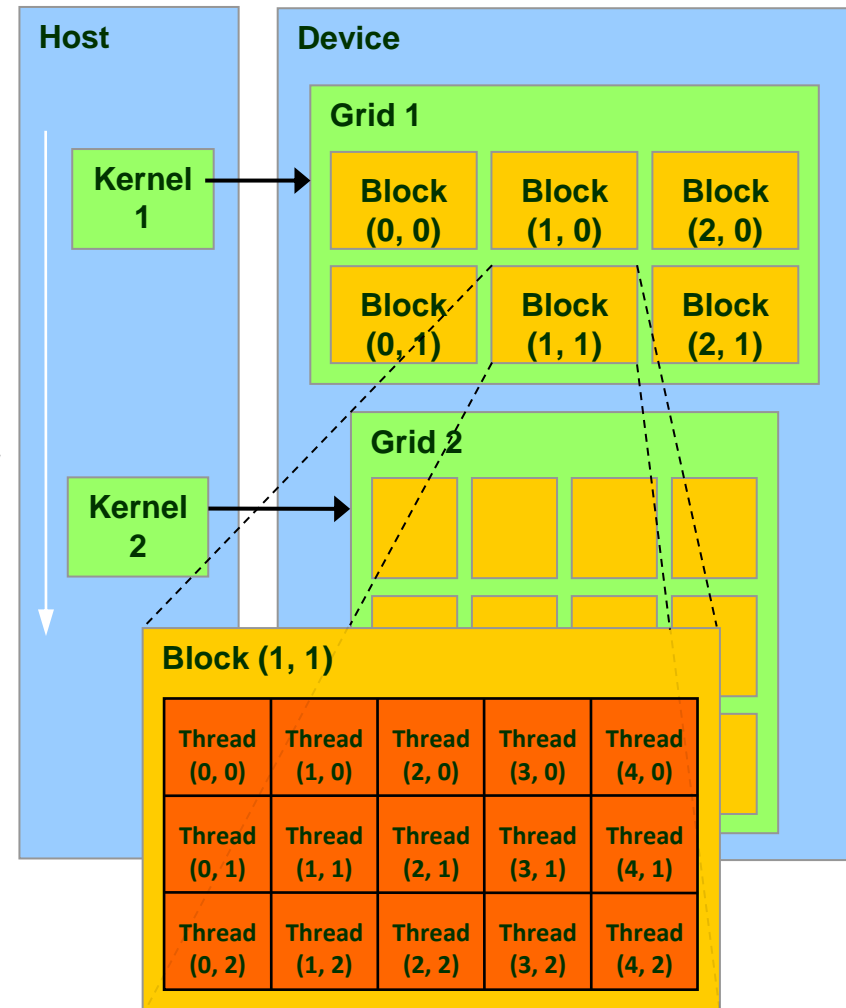 Host
Device
Grid 1
Kernel
1
Block
(0, 0)
Block
(1, 0)
Block
(2, 0)
Block
(0, 1)
Block
(1, 1)
Block
(2, 1)
Grid 2
Kernel
2
Block (1, 1)
Thread
(0, 0)
Thread
(1, 0)
Thread
(2, 0)
Thread
(3, 0)
Thread
(4, 0)
Thread
(0, 1)
Thread
(1, 1)
Thread
(2, 1)
Thread
(3, 1)
Thread
(4, 1)
Thread
(0, 2)
Thread
(1, 2)
Thread
(2, 2)
Thread
(3, 2)
Thread
(4, 2)